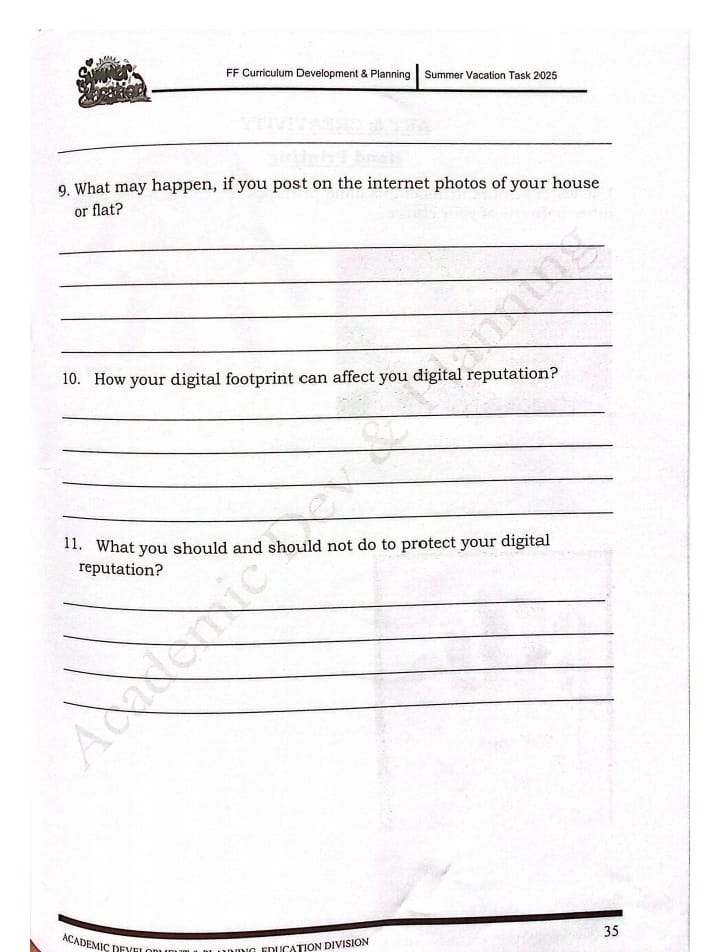 Summer Vacation
FF Curriculum Development & Planning | Summer Vacation Task 2025
9. What may happen, if you post on the internet photos of your house
or flat?
10. How your digital footprint can affect you digital reputation?
11. What you should and should not do to protect your digital
reputation?
Academic Dev & Planning
ACADEMIC DEVELOPMENT & PLANNING, EDUCATION DIVISION
35